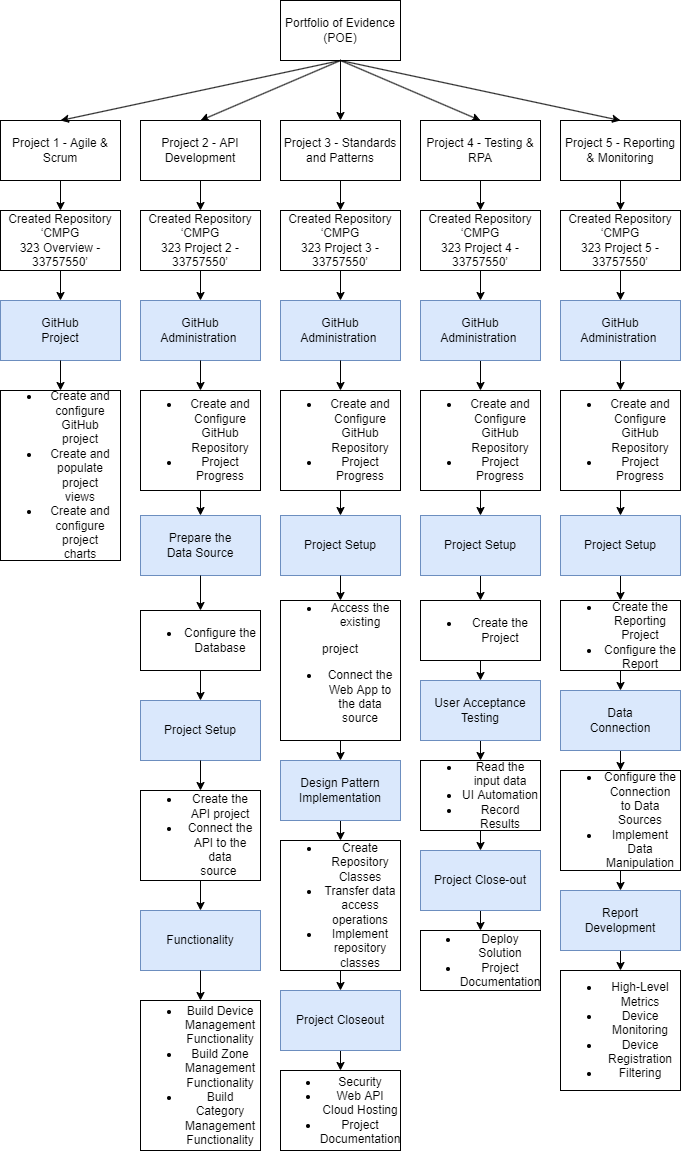 Portfolio of Evidence
(POE)
Project 1 - Agile &
Scrum
Created Repository
‘CMPG
323 Overview -
33757550’
GitHub
Project
• Create and
configure
GitHub
project
• Create and
populate
project
views
• Create and
configure
project
charts
Project 2 - API
Development
Created Repository
‘CMPG
323 Project 2 -
33757550’
GitHub
Administration
• Create and
Configure
GitHub
Repository
• Project
Progress
Prepare the
Data Source
• Configure the
Database
Project Setup
• Create the
API project
• Connect the
API to the
data
source
Functionality
• Build Device
Management
Functionality
• Build Zone
Management
Functionality
• Build
Category
Management
Functionality
Project 3 - Standards
and Patterns
Created Repository
‘CMPG
323 Project 3 -
33757550’
GitHub
Administration
• Create and
Configure
GitHub
Repository
• Project
Progress
Project Setup
• Access the
existing
project
• Connect the
Web App to
the data
source
Design Pattern
Implementation
• Create
Repository
Classes
• Transfer data
access
operations
• Implement
repository
classes
Project Closeout
• Security
• Web API
Cloud Hosting
• Project
Documentation
Project 4 - Testing &
RPA
Created Repository
‘CMPG
323 Project 4 -
33757550’
GitHub
Administration
• Create and
Configure
GitHub
Repository
• Project
Progress
Project Setup
• Create the
Project
User Acceptance
Testing
• Read the
input data
• UI Automation
• Record
Results
Project Close-out
• Deploy
Solution
• Project
Documentation
Project 5 - Reporting
& Monitoring
Created Repository
‘CMPG
323 Project 5 -
33757550’
GitHub
Administration
• Create and
Configure
GitHub
Repository
• Project
Progress
Project Setup
• Create the
Reporting
Project
• Configure the
Report
Data
Connection
• Configure the
Connection
to Data
Sources
• Implement
Data
Manipulation
Report
Development
• High-Level
Metrics
• Device
Monitoring
• Device
Registration
• Filtering